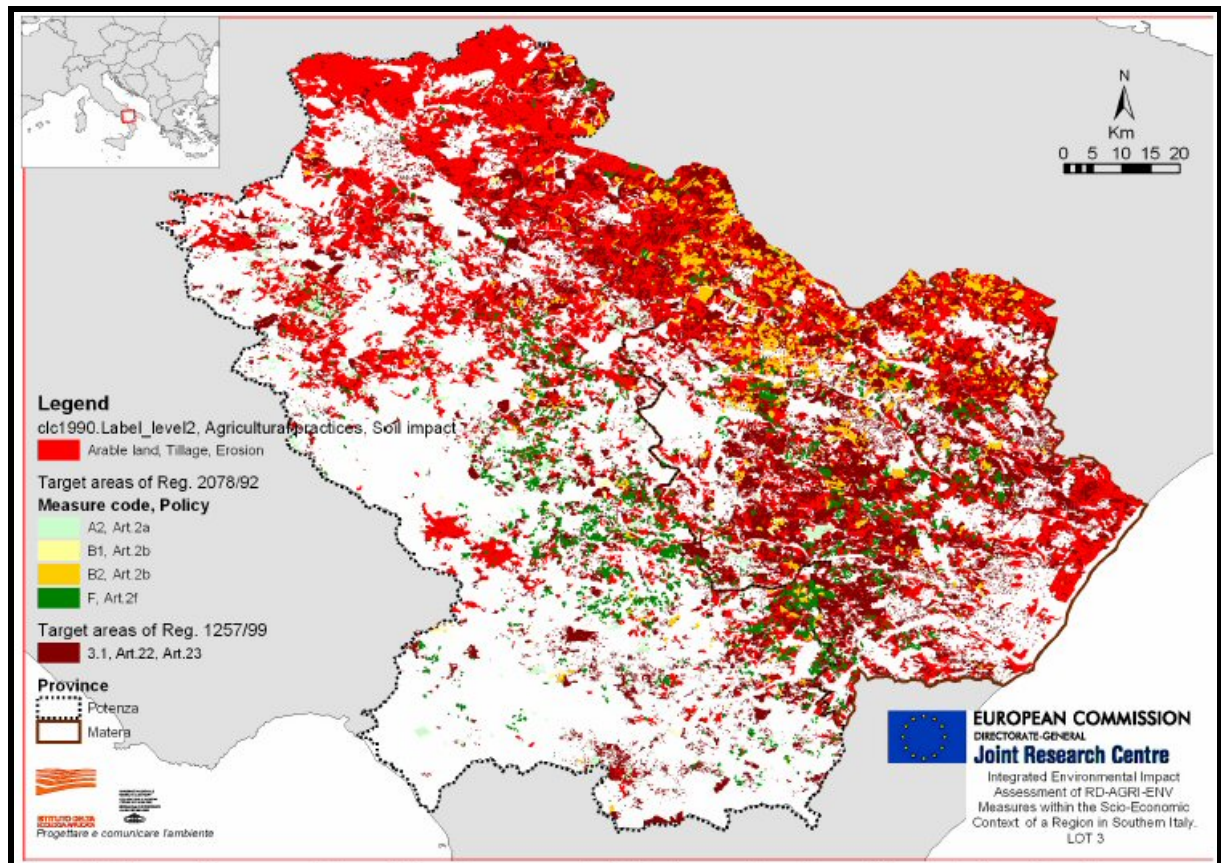 N
Km
0 5 10 15 20
Legend
clc1990.Label_level2, Agricultural practices, Soil impact
Arable land, Tillage, Erosion
Target areas of Reg. 2078/92
Measure code, Policy
A2, Art.2a
B1, Art.2b
B2, Art.2b
F, Art.2f
Target areas of Reg. 1257/99
3.1, Art.22, Art.23
Province
Potenza
Matera
Progettare e comunicare l'ambiente
EUROPEAN COMMISSION
DIRECTORATE-GENERAL
Joint Research Centre
Integrated Environmental Impact
Assessment of RD-AGRI-ENV
Measures within the Scio-Economic
Context of a Region in Southern Italy.
LOT 3